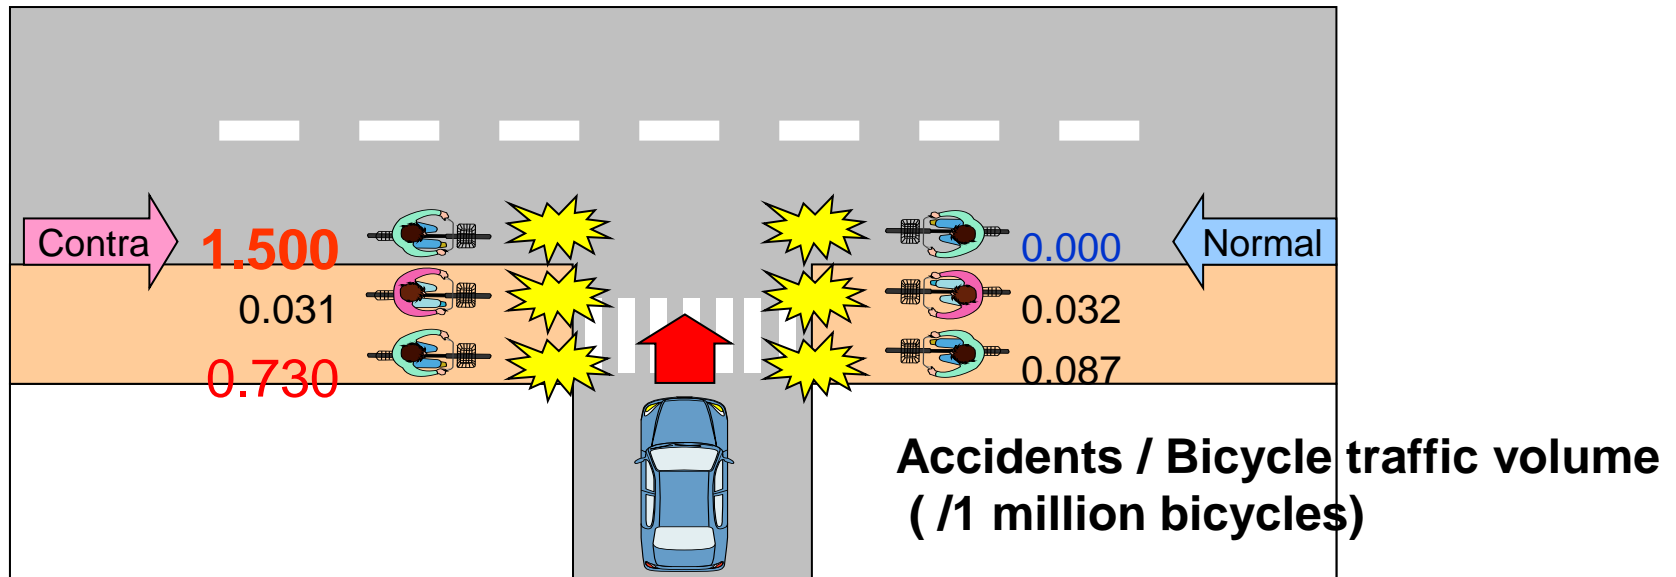 Contra
1.500
0.000
Normal
0.031
0.032
0.730
0.087
Accidents / Bicycle traffic volume
( /1 million bicycles)